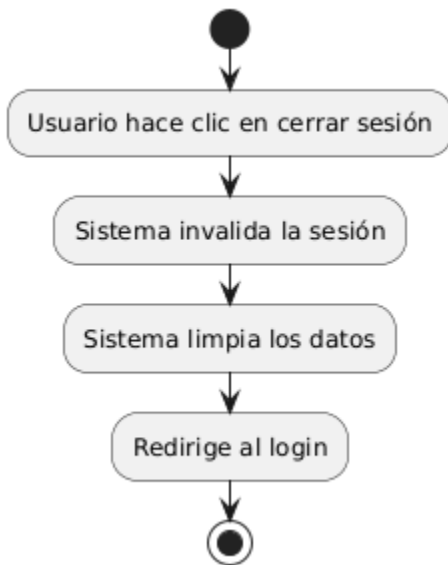 Usuario hace clic en cerrar sesión
Sistema invalida la sesión
Sistema limpia los datos
Redirige al login